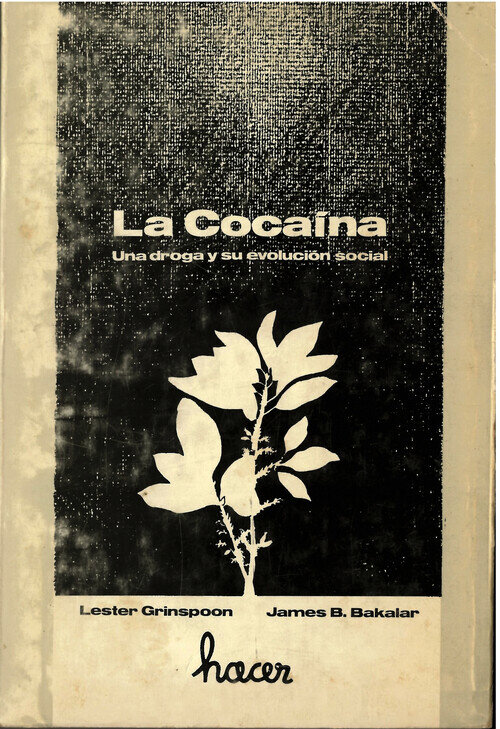 La Cocaína
Una droga y su evolución social
Lester Grinspoon James B. Bakalar
hacer